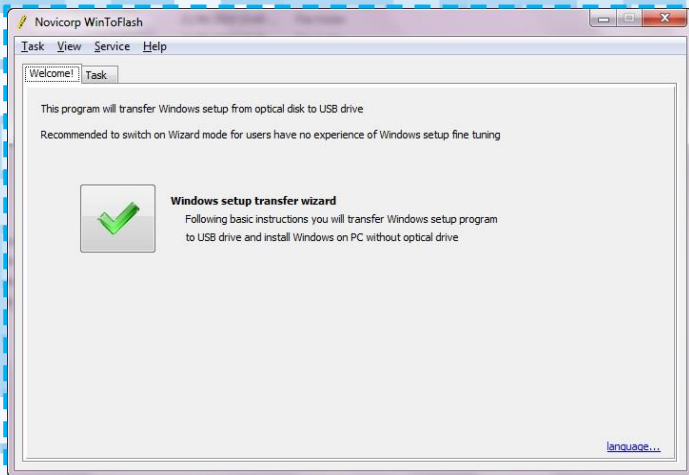 Novicorp WinToFlash
Task View Service Help
Welcome! Task
This program will transfer Windows setup from optical disk to USB drive
Recommended to switch on Wizard mode for users have no experience of Windows setup fine tuning
Windows setup transfer wizard
Following basic instructions you will transfer Windows setup program
to USB drive and install Windows on PC without optical drive
language...